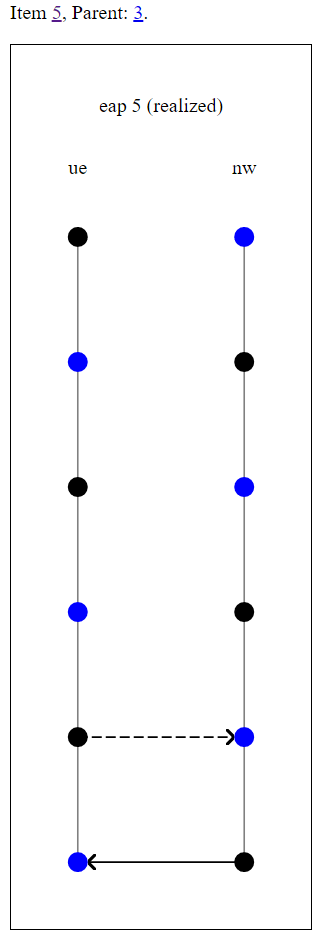 Item 5, Parent: 3.
eap 5 (realized)
ue nw